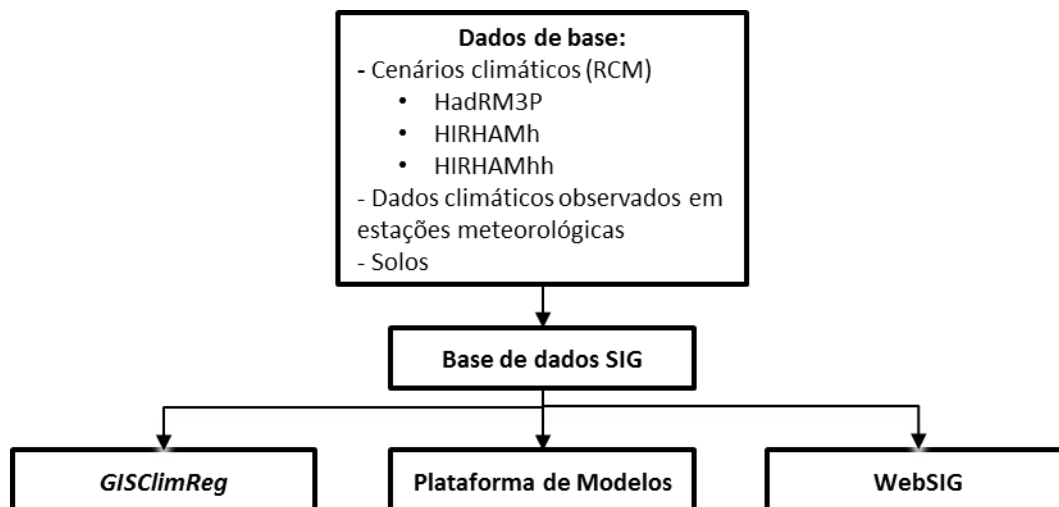 Dados de base:
- Cenários climáticos (RCM)
• HadRM3P
• HIRHAMh
• HIRHAMhh
- Dados climáticos observados em
estações meteorológicas
- Solos
Base de dados SIG
GISClimReg
Plataforma de Modelos
WebSIG